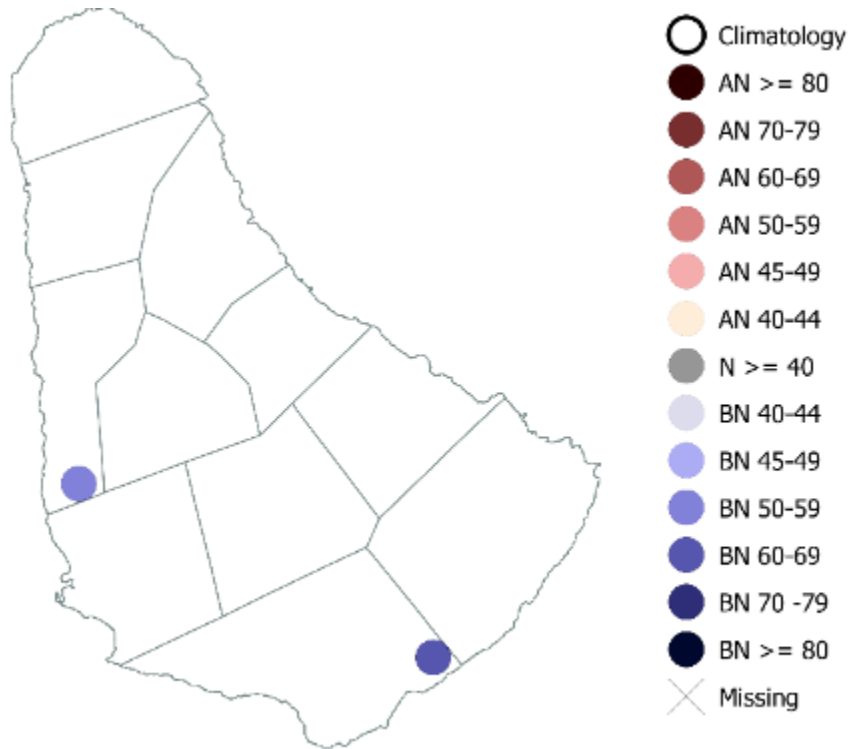 Climatology
AN >= 80
AN 70-79
AN 60-69
AN 50-59
AN 45-49
AN 40-44
N >= 40
BN 40-44
BN 45-49
BN 50-59
BN 60-69
BN 70 -79
BN >= 80
Missing